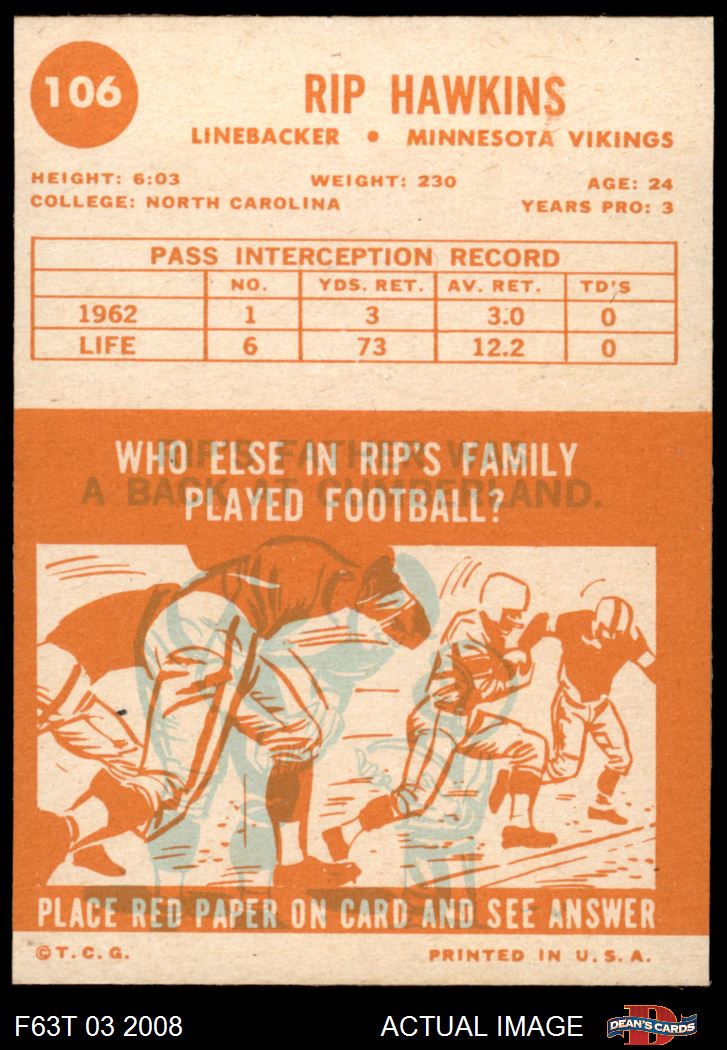 106
RIP HAWKINS
LINEBACKER • MINNESOTA VIKINGS
HEIGHT: 6:03 WEIGHT: 230 AGE: 24
COLLEGE: NORTH CAROLINA YEARS PRO: 3
PASS INTERCEPTION RECORD
NO. YDS. RET. AV. RET. TD'S
1962 1 3 3.0 0
LIFE 6 73 12.2 0
WHO ELSE IN RIP'S FAMILY
PLAYED FOOTBALL?
RIP'S FATHER WAS
A BACK AT CUMBERLAND.
PLACE RED PAPER ON CARD AND SEE ANSWER
©T.C.G. PRINTED IN U.S.A.
F63T 03 2008 ACTUAL IMAGE DEAN'S CARDS